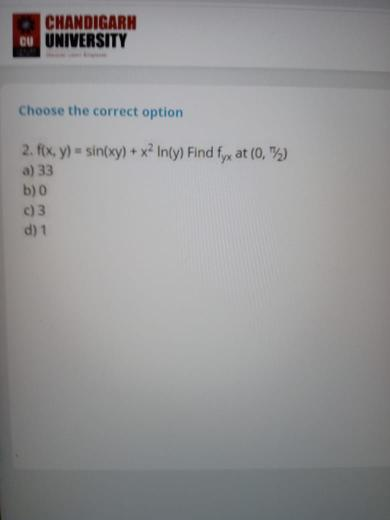 CHANDIGARH
CU UNIVERSITY
Choose the correct option
2. f(x, y) = sin(xy) + x² ln(y) Find fyx at (0, π⁄2)
a) 33
b) 0
c) 3
d) 1